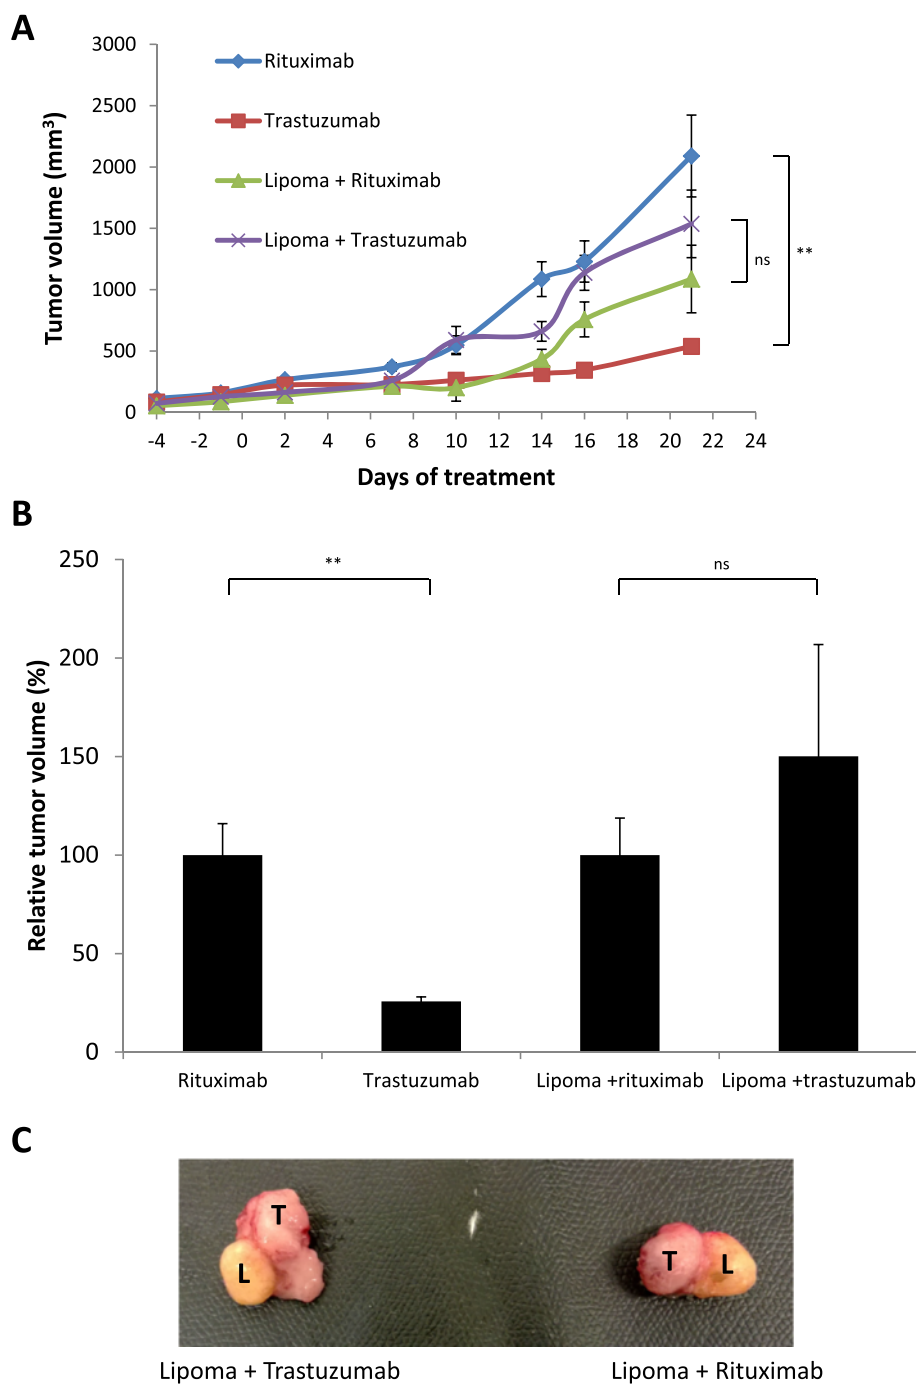 A
3000
2500
2000
1500
1000
500
0
Tumor volume (mm³)
Rituximab
Trastuzumab
Lipoma + Rituximab
Lipoma + Trastuzumab
ns
**
-4 -2 0 2 4 6 8 10 12 14 16 18 20 22 24
Days of treatment
B
250
200
150
100
50
0
Relative tumor volume (%)
**
ns
Rituximab Trastuzumab Lipoma +rituximab Lipoma +trastuzumab
C
T
L
T
L
Lipoma + Trastuzumab Lipoma + Rituximab